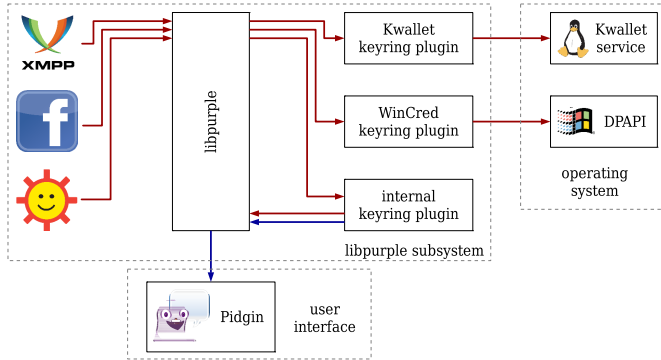 XMPP
f
libpurple
Kwallet
keyring plugin
WinCred
keyring plugin
internal
keyring plugin
libpurple subsystem
Kwallet
service
DPAPI
operating
system
Pidgin
user
interface